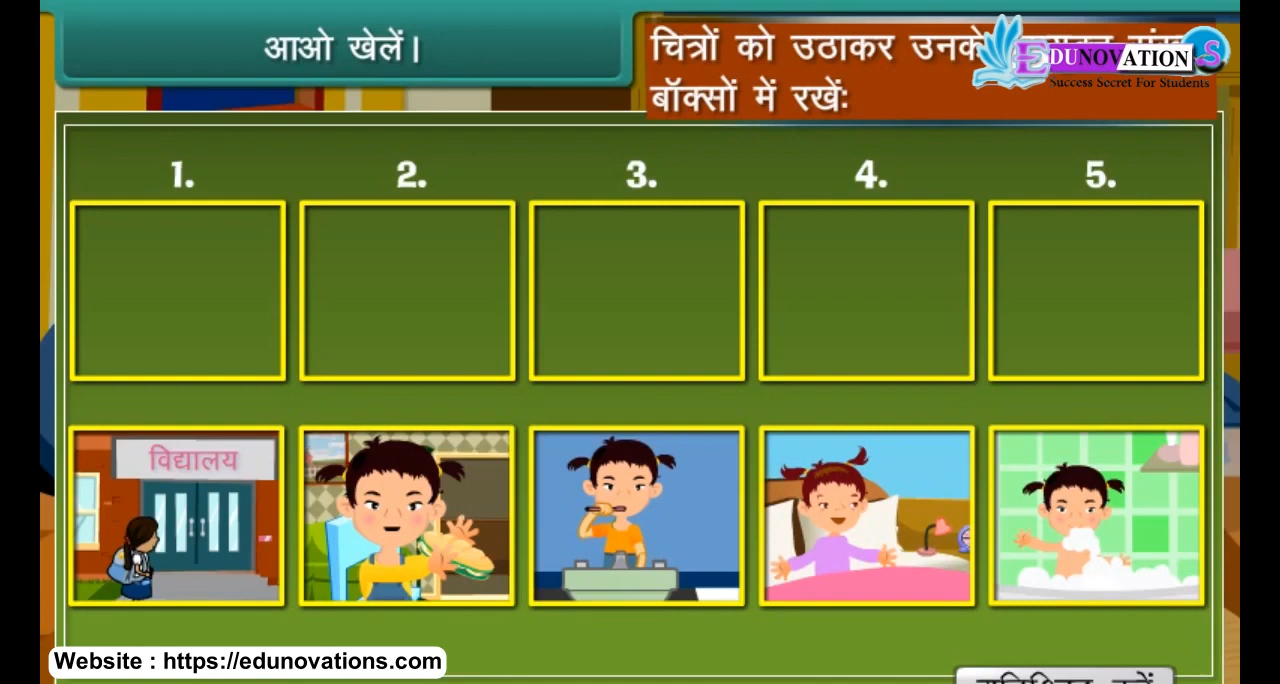 आओ खेलें।
चित्रों को उठाकर उनके
बॉक्सों में रखें:
EDUNOVATION S
Success Secret For Students
1. 2. 3. 4. 5.
विद्यालय
Website : https://edunovations.com